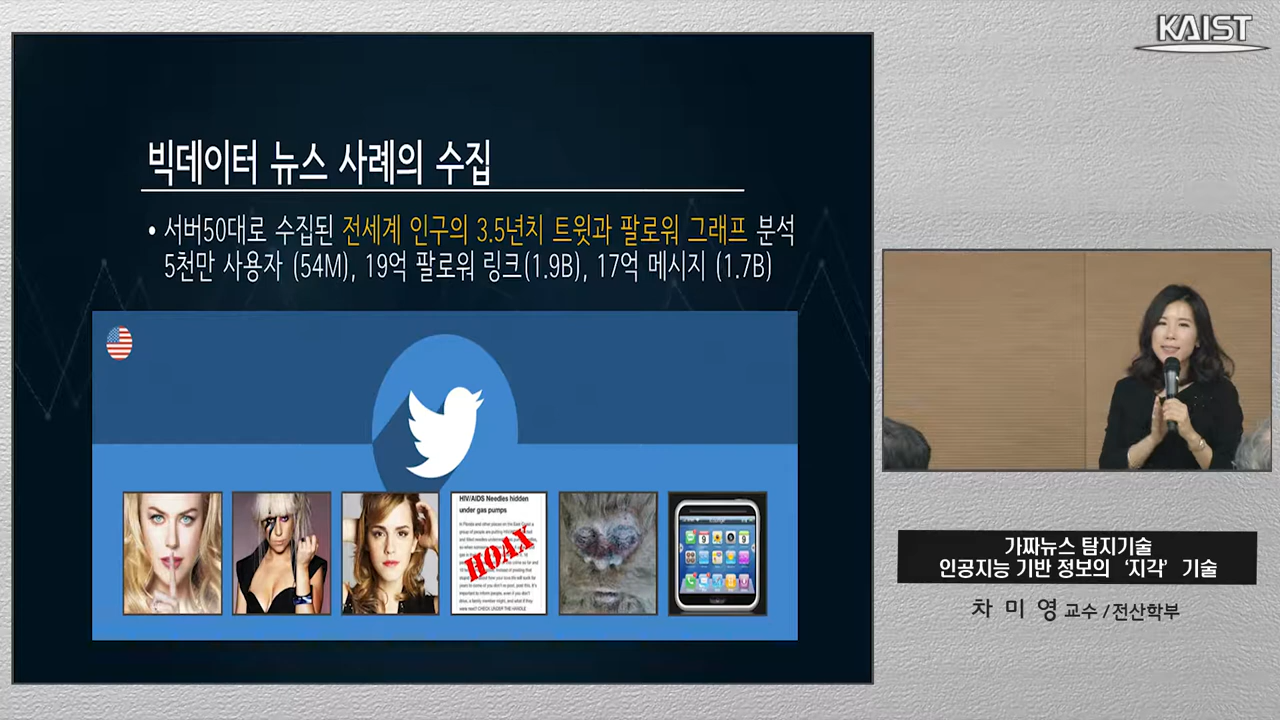 KAIST
빅데이터 뉴스 사례의 수집
• 서버50대로 수집된 전세계 인구의 3.5년치 트윗과 팔로워 그래프 분석
5천만 사용자 (54M), 19억 팔로워 링크(1.9B), 17억 메시지 (1.7B)
HIV/AIDS Needles hidden
under gas pumps
HOAX
가짜뉴스 탐지기술
인공지능 기반 정보의 ‘지각’ 기술
차 미 영 교수 / 전산학부